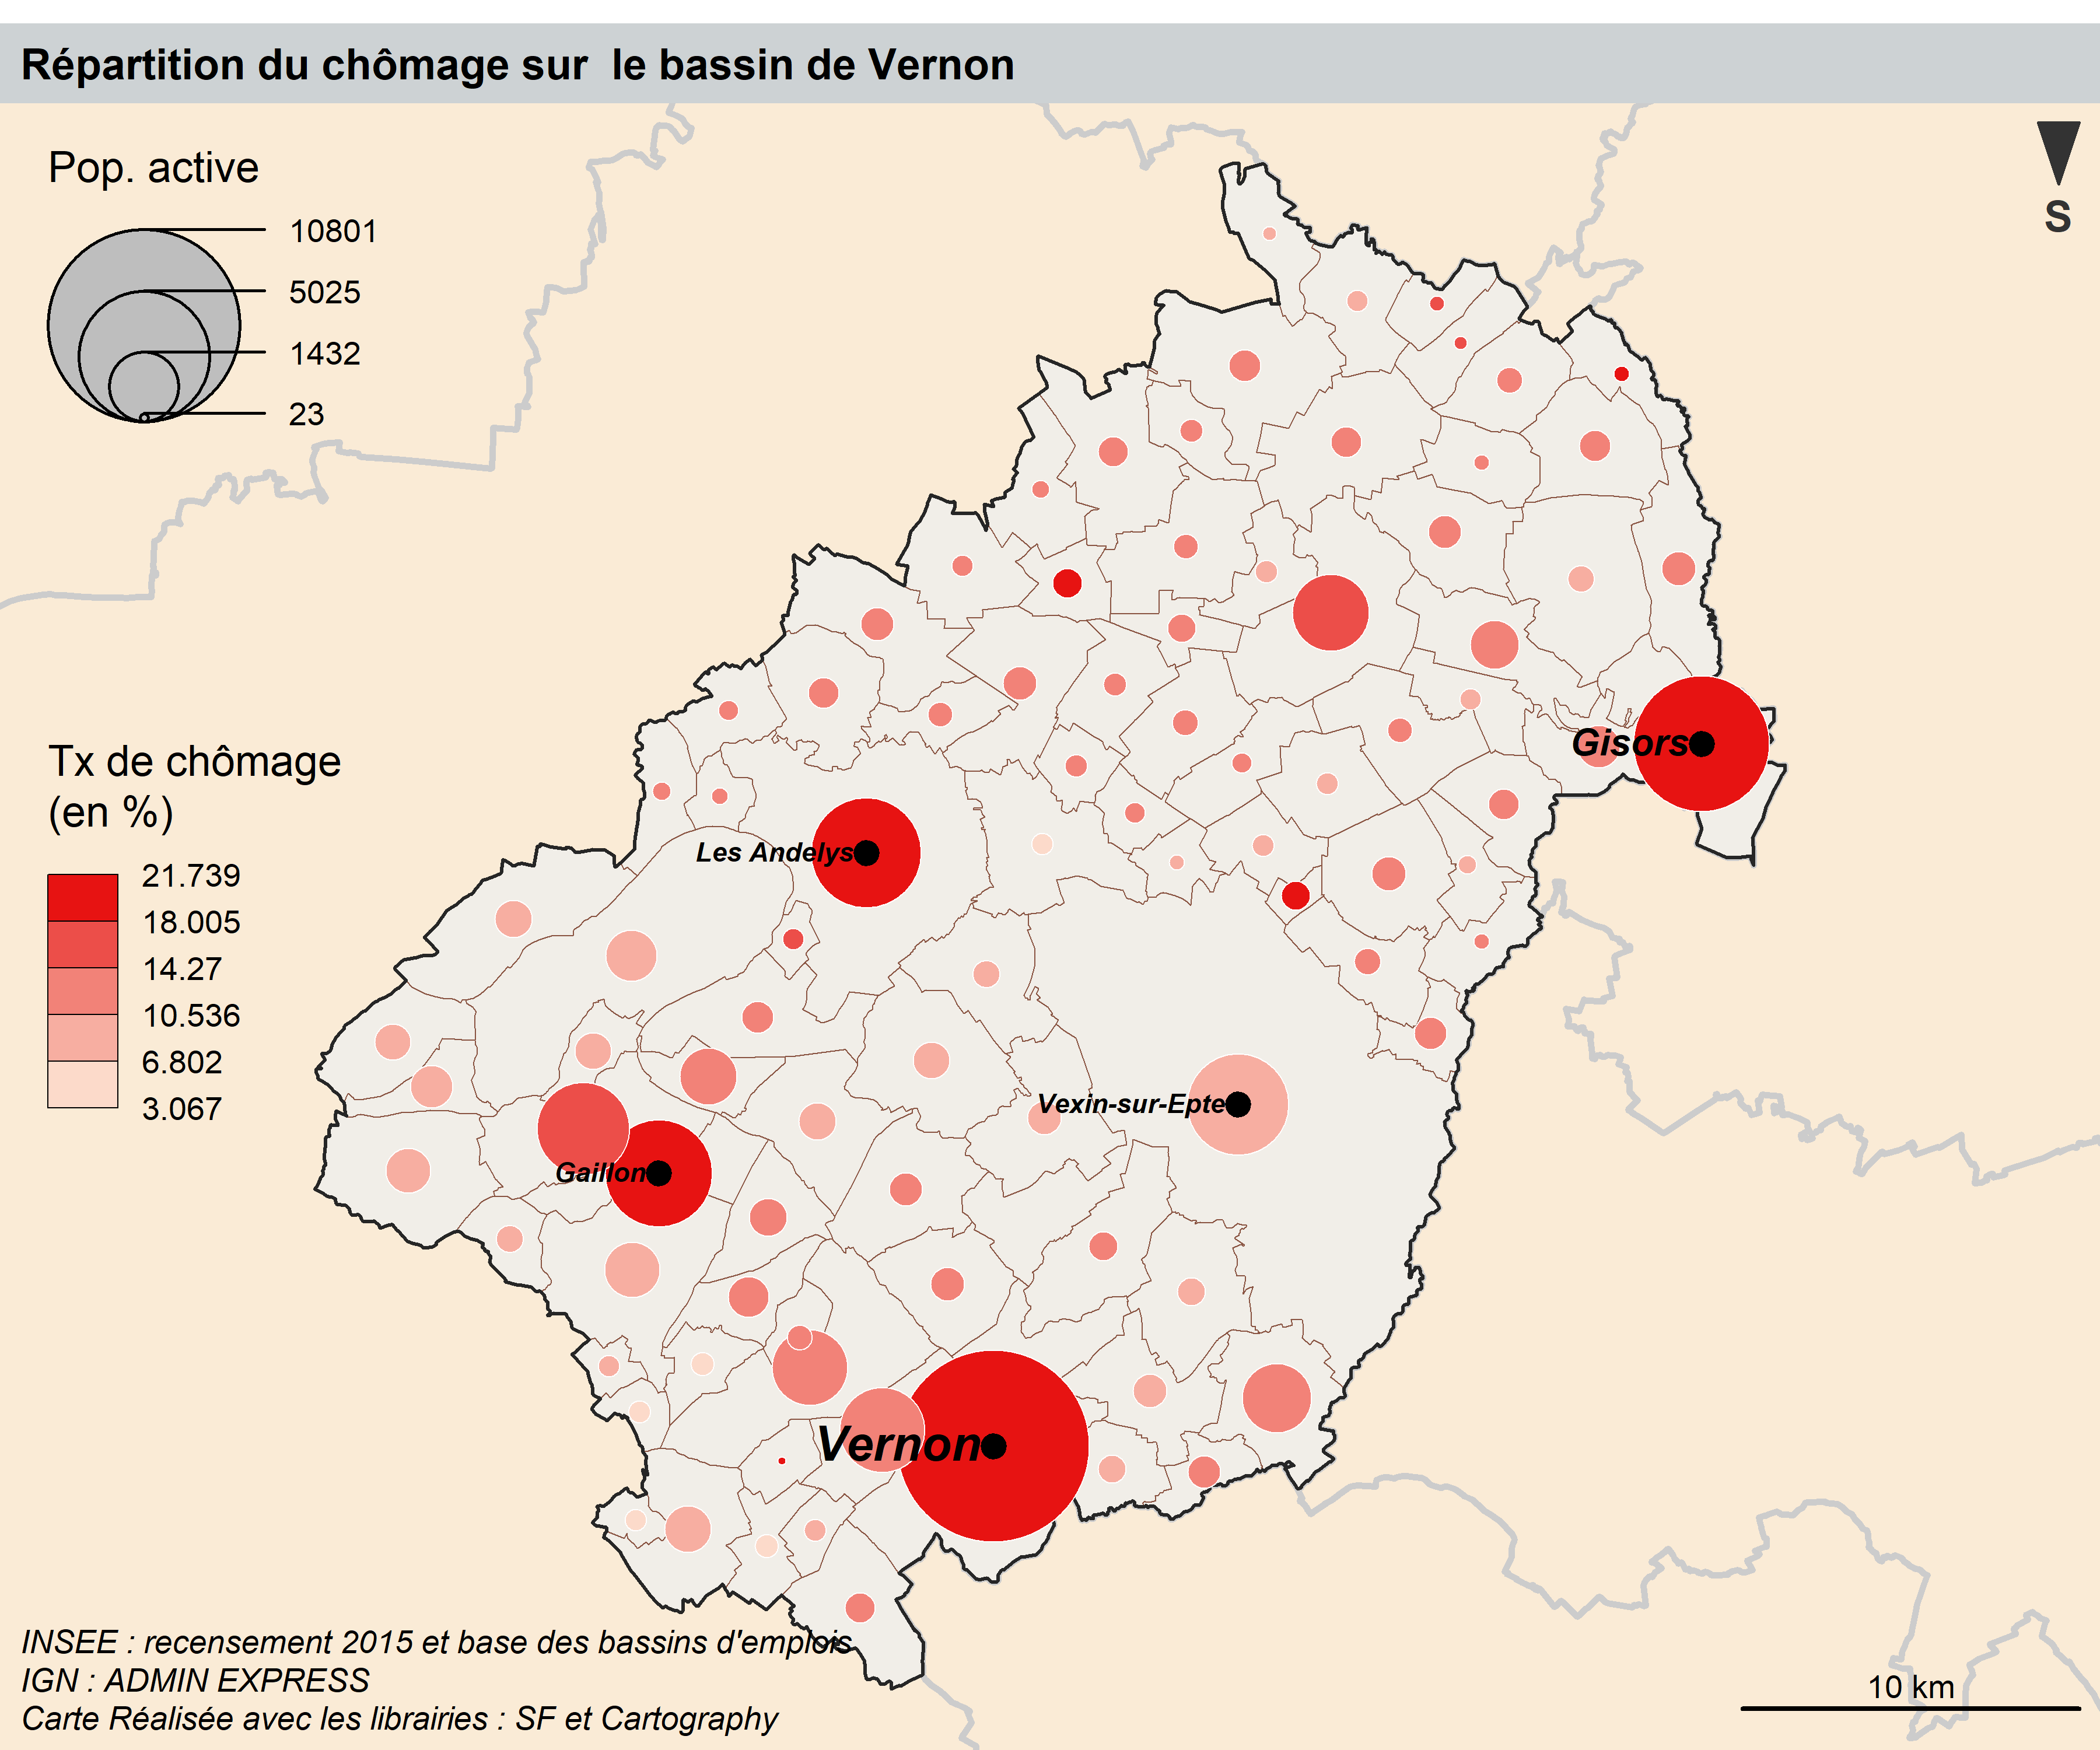 Répartition du chômage sur  le bassin de Vernon
Pop. active
10801
5025
1432
23
S
Tx de chômage
(en %)
21.739
18.005
14.27
10.536
6.802
3.067
Gisors
Les Andelys
Vexin-sur-Epte
Gaillon
Vernon
INSEE : recensement 2015 et base des bassins d'emplois
IGN : ADMIN EXPRESS
Carte Réalisée avec les librairies : SF et Cartography
10 km